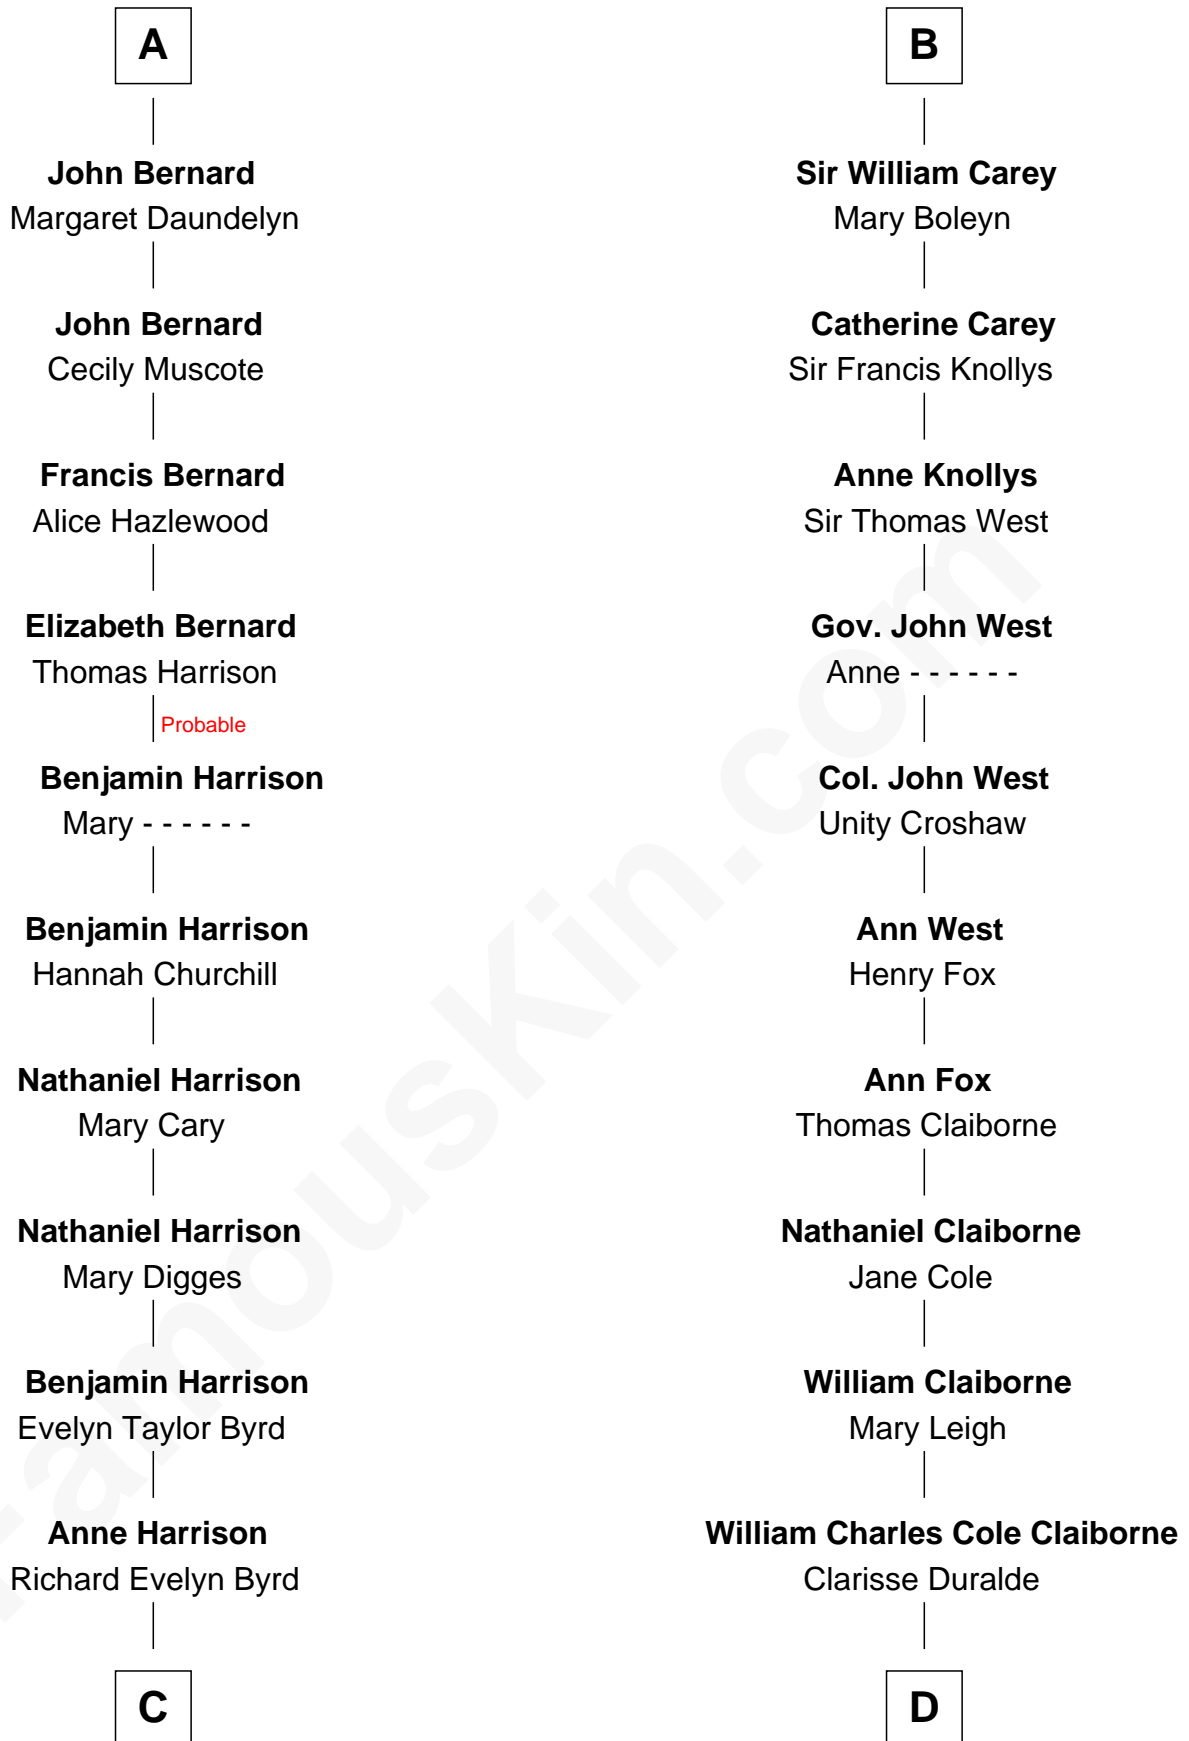 A
John Bernard
Margaret Daundelyn
John Bernard
Cecily Muscote
Francis Bernard
Alice Hazlewood
Elizabeth Bernard
Thomas Harrison
Probable
Benjamin Harrison
Mary - - - - - -
Benjamin Harrison
Hannah Churchill
Nathaniel Harrison
Mary Cary
Nathaniel Harrison
Mary Digges
Benjamin Harrison
Evelyn Taylor Byrd
Anne Harrison
Richard Evelyn Byrd
C
B
Sir William Carey
Mary Boleyn
Catherine Carey
Sir Francis Knollys
Anne Knollys
Sir Thomas West
Gov. John West
Anne - - - - - -
Col. John West
Unity Croshaw
Ann West
Henry Fox
Ann Fox
Thomas Claiborne
Nathaniel Claiborne
Jane Cole
William Claiborne
Mary Leigh
William Charles Cole Claiborne
Clarisse Duralde
D
FamousKin.com